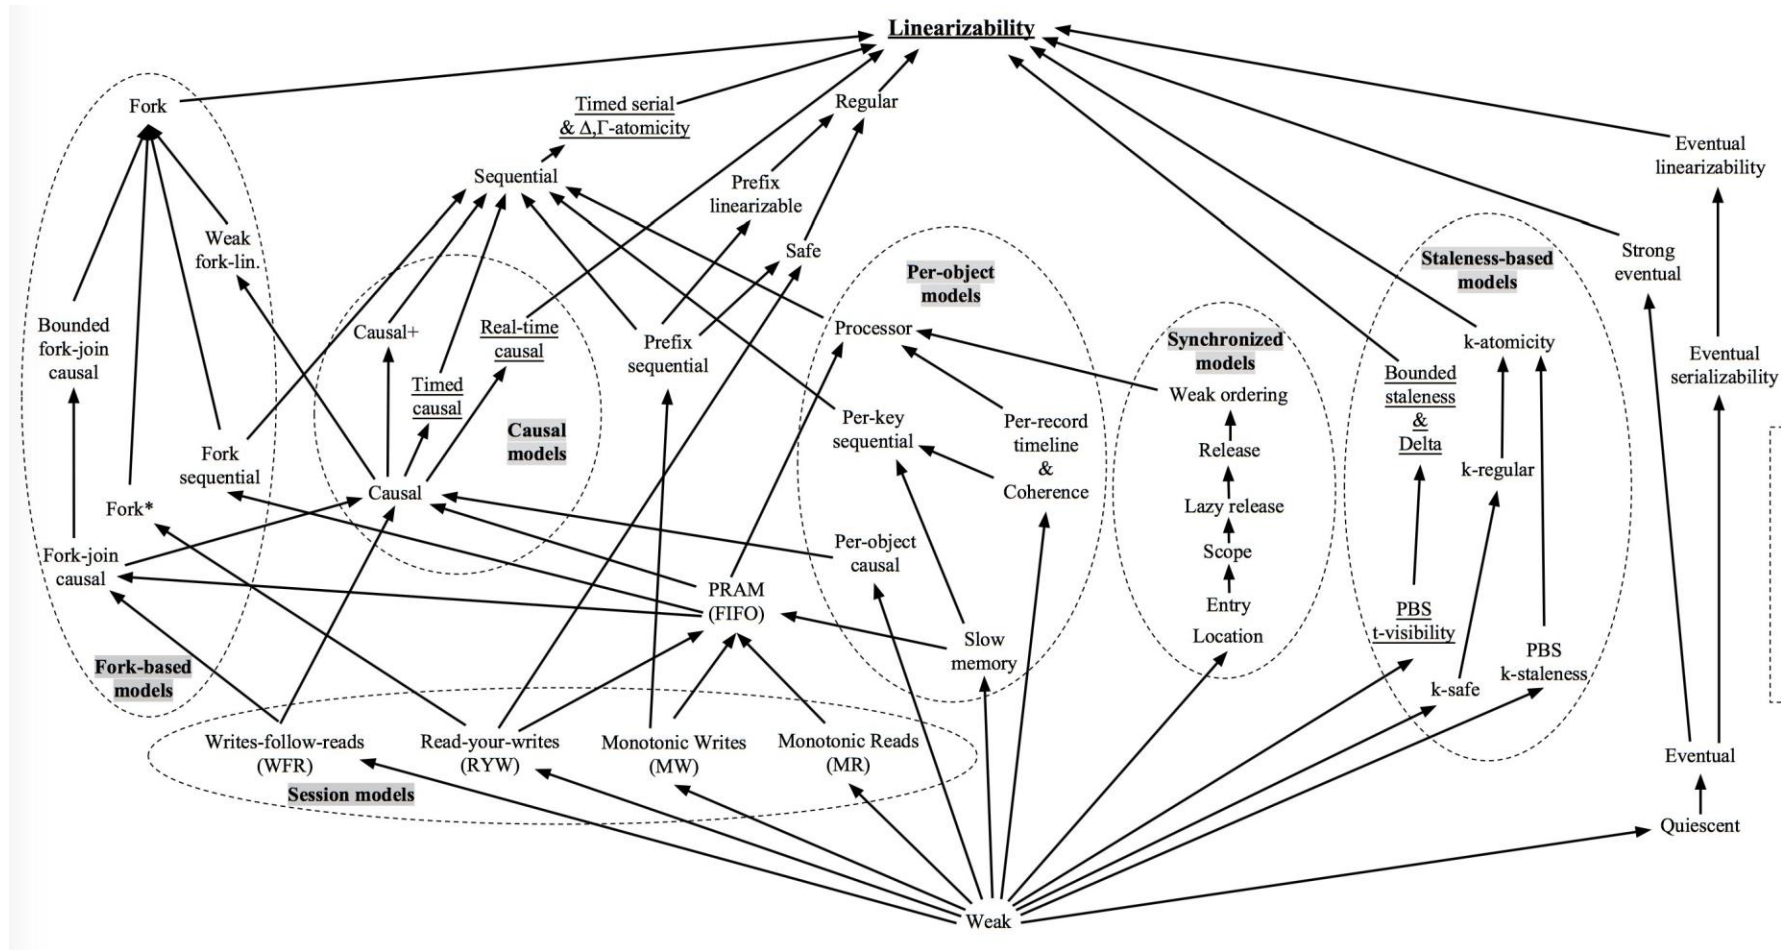 Linearizability
Fork
Timed serial
& Δ,Γ-atomicity
Regular
Eventual
linearizability
Sequential
Prefix
linearizable
Weak
fork-lin.
Safe
Strong
eventual
Staleness-based
models
Per-object
models
Bounded
fork-join
causal
Causal+
Real-time
causal
Prefix
sequential
Processor
Synchronized
models
k-atomicity
Eventual
serializability
Timed
causal
Bounded
staleness
&
Delta
Weak ordering
Causal
models
Per-key
sequential
Per-record
timeline
&
Coherence
Release
k-regular
Fork
sequential
Causal
Fork*
Lazy release
Fork-join
causal
Per-object
causal
Scope
PRAM
(FIFO)
Entry
Location
PBS
t-visibility
Slow
memory
PBS
k-staleness
Fork-based
models
k-safe
Writes-follow-reads
(WFR)
Read-your-writes
(RYW)
Monotonic Writes
(MW)
Monotonic Reads
(MR)
Session models
Eventual
Quiescent
Weak